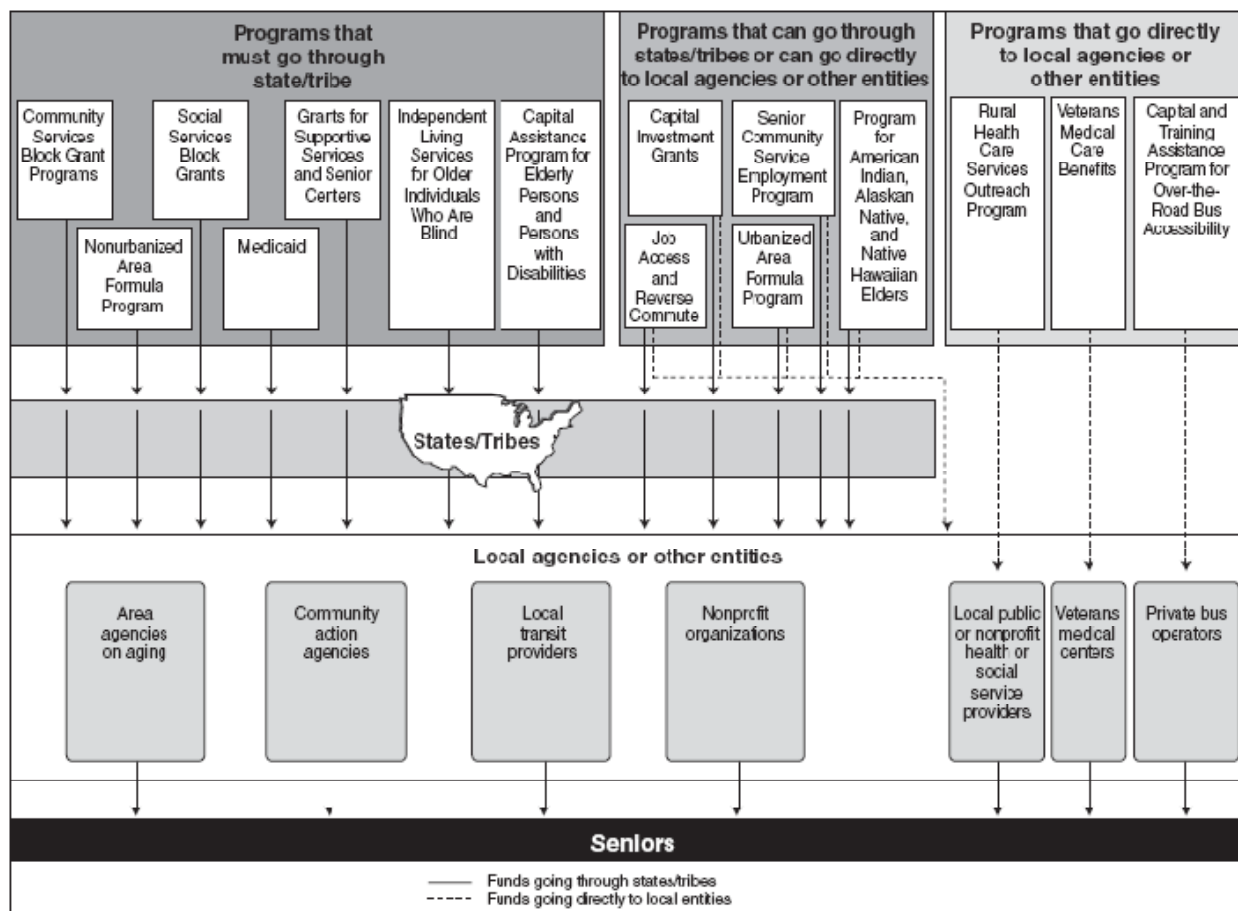 Programs that
must go through
state/tribe
Programs that can go through
states/tribes or can go directly
to local agencies or other entities
Programs that go directly
to local agencies or
other entities
Community
Services
Block Grant
Programs
Social
Services
Block
Grants
Grants for
Supportive
Services
and Senior
Centers
Independent
Living
Services
for Older
Individuals
Who Are
Blind
Capital
Assistance
Program for
Elderly
Persons
and
Persons
with
Disabilities
Nonurbanized
Area
Formula
Program
Medicaid
Capital
Investment
Grants
Senior
Community
Service
Employment
Program
Program
for
American
Indian,
Alaskan
Native,
and
Native
Hawaiian
Elders
Job
Access
and
Reverse
Commute
Urbanized
Area
Formula
Program
Rural
Health
Care
Services
Outreach
Program
Veterans
Medical
Care
Benefits
Captal and
Training
Assistance
Program for
Over-the-
Road Bus
Accessibility
States/Tribes
Local agencies or other entities
Area
agencies
on aging
Community
action
agencies
Local
transit
providers
Nonprofit
organizations
Local public
or nonprofit
health or
social
service
providers
Veterans
medical
centers
Private bus
operators
Seniors
Funds going through states/tribes
Funds going directly to local entities